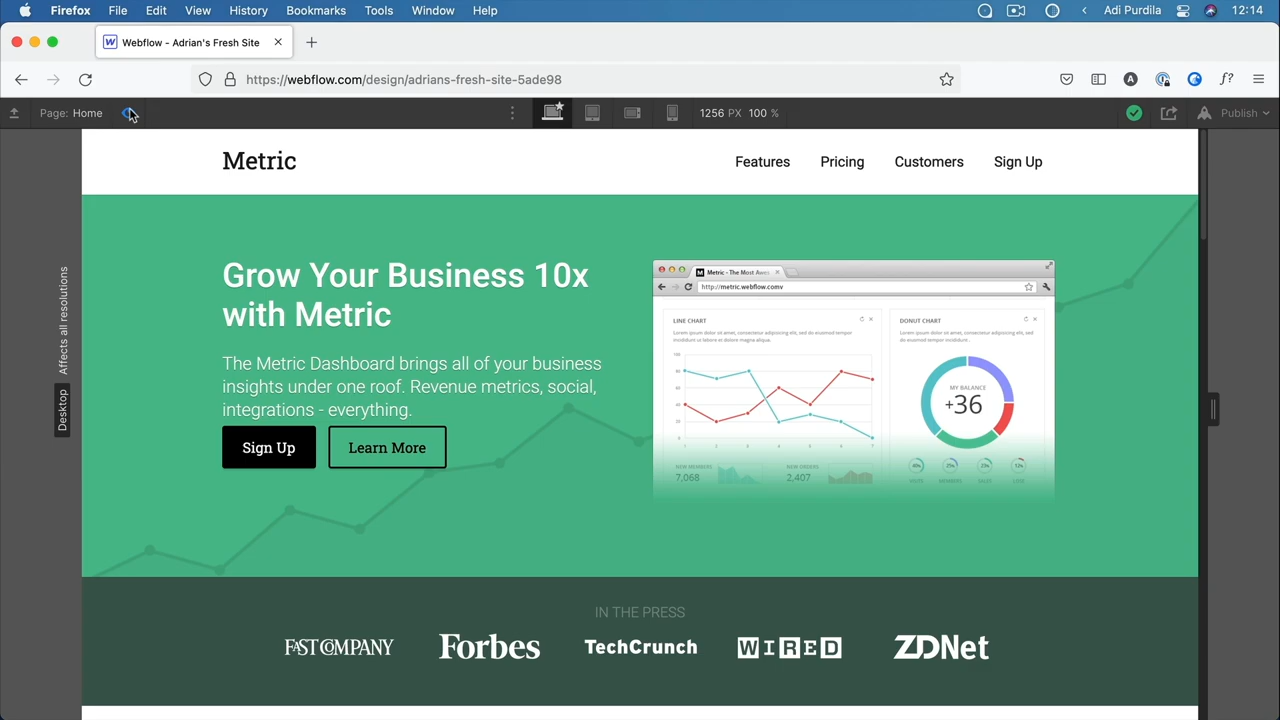 Firefox File Edit View History Bookmarks Tools Window Help Adi Purdila 12:14
Webflow - Adrian's Fresh Site
https://webflow.com/design/adrians-fresh-site-5ade98
Page: Home 1256 PX 100 % Publish
Metric Features Pricing Customers Sign Up
Affects all resolutions
Desktop
Grow Your Business 10x
with Metric
The Metric Dashboard brings all of your business
insights under one roof. Revenue metrics, social,
integrations - everything.
Sign Up Learn More
Metric - The Most Awes
http://metric.webflow.comv
LINE CHART
Lorem ipsum dolor sit amet, consectetur adipiscing elit, sed do eiusmod tempor
incididunt ut labore et dolore magna aliqua.
DONUT CHART
Lorem ipsum dolor sit amet, consectetur adipiscing elit, sed
do eiusmod tempor incididunt.
MY BALANCE
+36
NEW MEMBERS
7,068
NEW ORDERS
2,407
IN THE PRESS
FAST COMPANY Forbes TechCrunch WIRED ZDNet